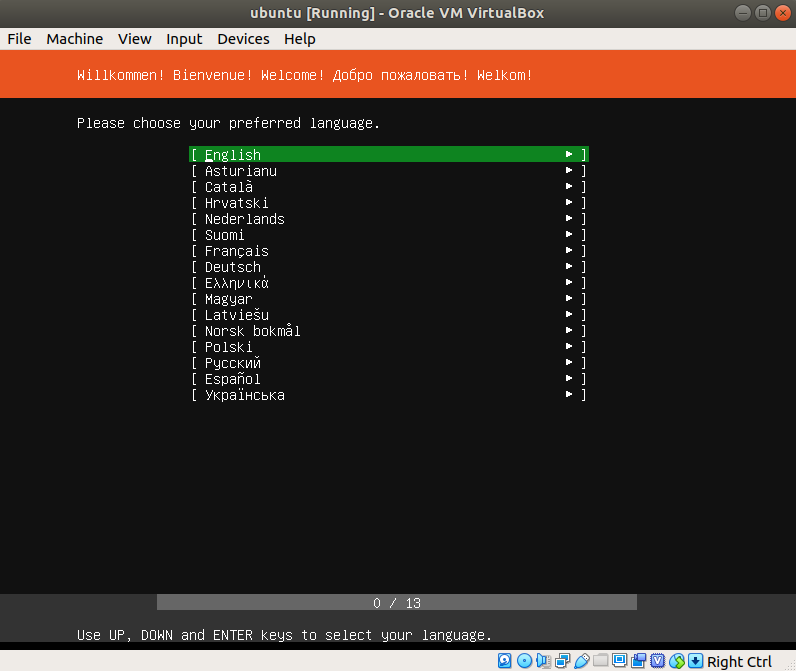 ubuntu [Running] - Oracle VM VirtualBox
File Machine View Input Devices Help
Willkommen! Bienvenue! Welcome! Добро пожаловать! Welkom!
Please choose your preferred language.
[ English ► ]
[ Asturianu ► ]
[ Català ► ]
[ Hrvatski ► ]
[ Nederlands ► ]
[ Suomi ► ]
[ Français ► ]
[ Deutsch ► ]
[ Ελληνικά ► ]
[ Magyar ► ]
[ Latviešu ► ]
[ Norsk bokmål ► ]
[ Polski ► ]
[ Русский ► ]
[ Español ► ]
[ Українська ► ]
0 / 13
Use UP, DOWN and ENTER keys to select your language.
Right Ctrl